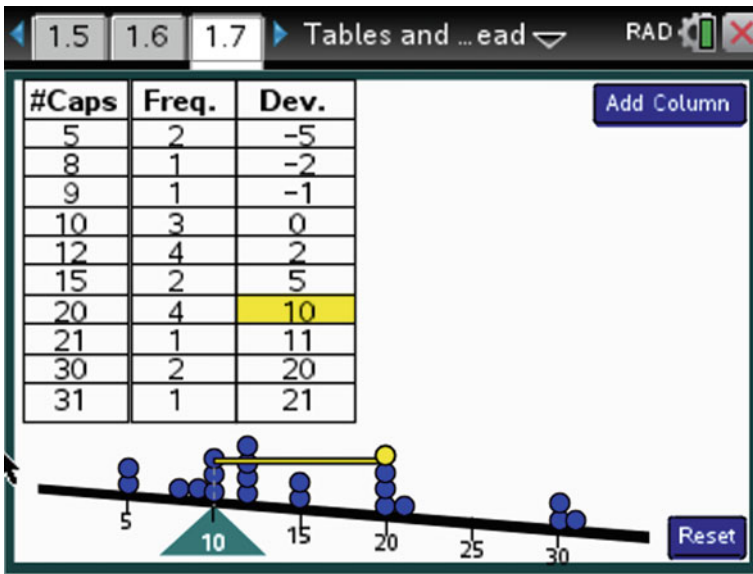 1.5 1.6 1.7 Tables and ...ead RAD
#Caps Freq. Dev.
5 2 -5
8 1 -2
9 1 -1
10 3 0
12 4 2
15 2 5
20 4 10
21 1 11
30 2 20
31 1 21
Add Column
5 10 15 20 25 30
Reset